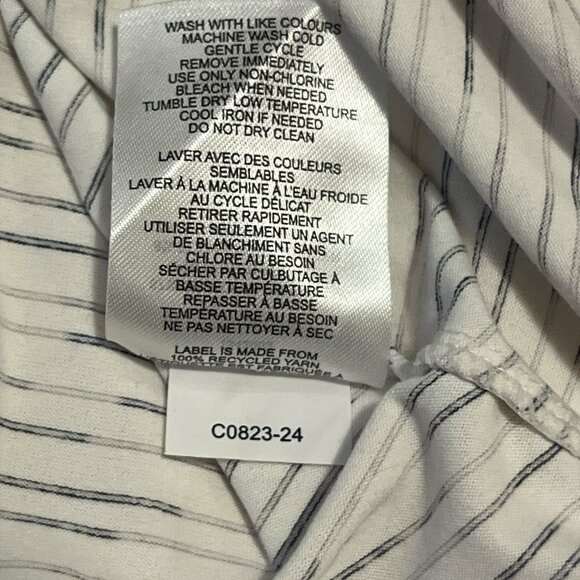 WASH WITH LIKE COLOURS
MACHINE WASH COLD
GENTLE CYCLE
REMOVE IMMEDIATELY
USE ONLY NON-CHLORINE
BLEACH WHEN NEEDED
TUMBLE DRY LOW TEMPERATURE
COOL IRON IF NEEDED
DO NOT DRY CLEAN
LAVER AVEC DES COULEURS
SEMBLABLES
LAVER À LA MACHINE À L'EAU FROIDE
AU CYCLE DÉLICAT
RETIRER RAPIDEMENT
UTILISER SEULEMENT UN AGENT
DE BLANCHIMENT SANS
CHLORE AU BESOIN
SÉCHER PAR CULBUTAGE À
BASSE TEMPÉRATURE
REPASSER À BASSE
TEMPÉRATURE AU BESOIN
NE PAS NETTOYER À SEC
LABEL IS MADE FROM
100% RECYCLED YARN
ÉTIQUETTE EST FABRIQUÉE À
C0823-24